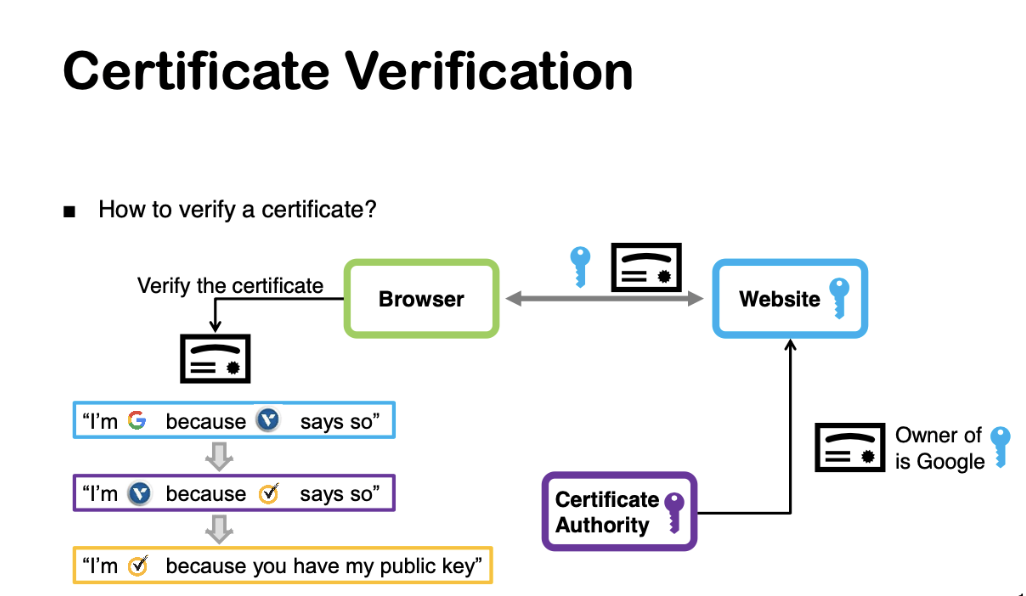 Certificate Verification
■ How to verify a certificate?
Verify the certificate
Browser
Website
"I'm G because says so"
"I'm because says so"
"I'm because you have my public key"
Certificate
Authority
Owner of
is Google